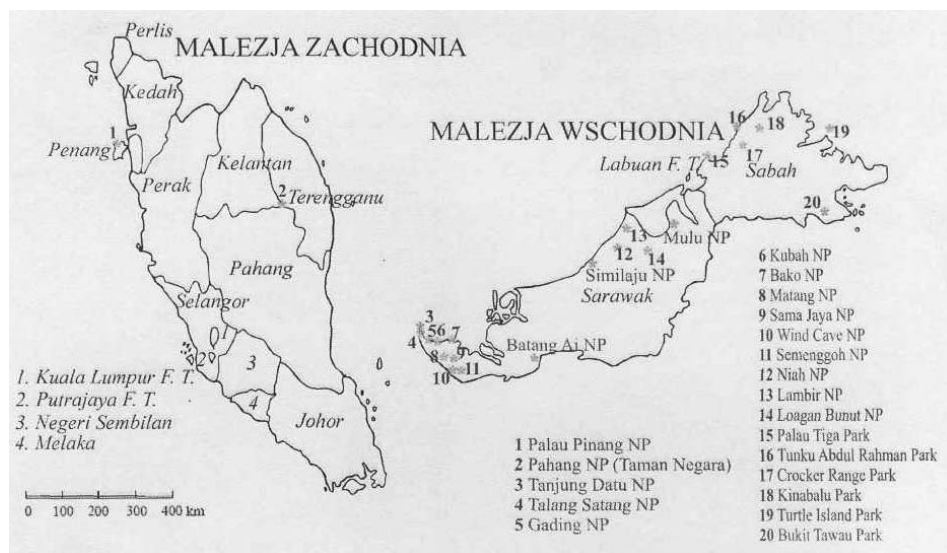 Perlis
MALEZJA ZACHODNIA
Kedah
1
Penang
Kelantan
Perak
2
Terengganu
Pahang
Selangor
1
2
3
4
Johor
1. Kuala Lumpur F. T.
2. Putrajaya F. T.
3. Negeri Sembilan
4. Melaka
0 100 200 300 400 km
MALEZJA WSCHODNIA
16
18
19
Labuan F. T.
15
17
Sabah
20
13
Mulu NP
12
14
Similaju NP
Sarawak
3
4
5 6 7
8
9
10
11
Batang Ai NP
1 Palau Pinang NP
2 Pahang NP (Taman Negara)
3 Tanjung Datu NP
4 Talang Satang NP
5 Gading NP
6 Kubah NP
7 Bako NP
8 Matang NP
9 Sama Jaya NP
10 Wind Cave NP
11 Semenggoh NP
12 Niah NP
13 Lambir NP
14 Loagan Bunut NP
15 Palau Tiga Park
16 Tunku Abdul Rahman Park
17 Crocker Range Park
18 Kinabalu Park
19 Turtle Island Park
20 Bukit Tawau Park